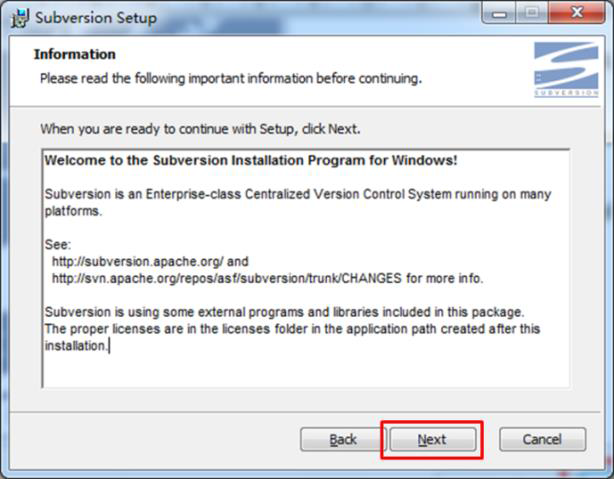 Subversion Setup
Information
Please read the following important information before continuing.
SUBVERSION
When you are ready to continue with Setup, click Next.
Welcome to the Subversion Installation Program for Windows!
Subversion is an Enterprise-class Centralized Version Control System running on many
platforms.
See:
http://subversion.apache.org/ and
http://svn.apache.org/repos/asf/subversion/trunk/CHANGES for more info.
Subversion is using some external programs and libraries included in this package.
The proper licenses are in the licenses folder in the application path created after this
installation.
Back
Next
Cancel